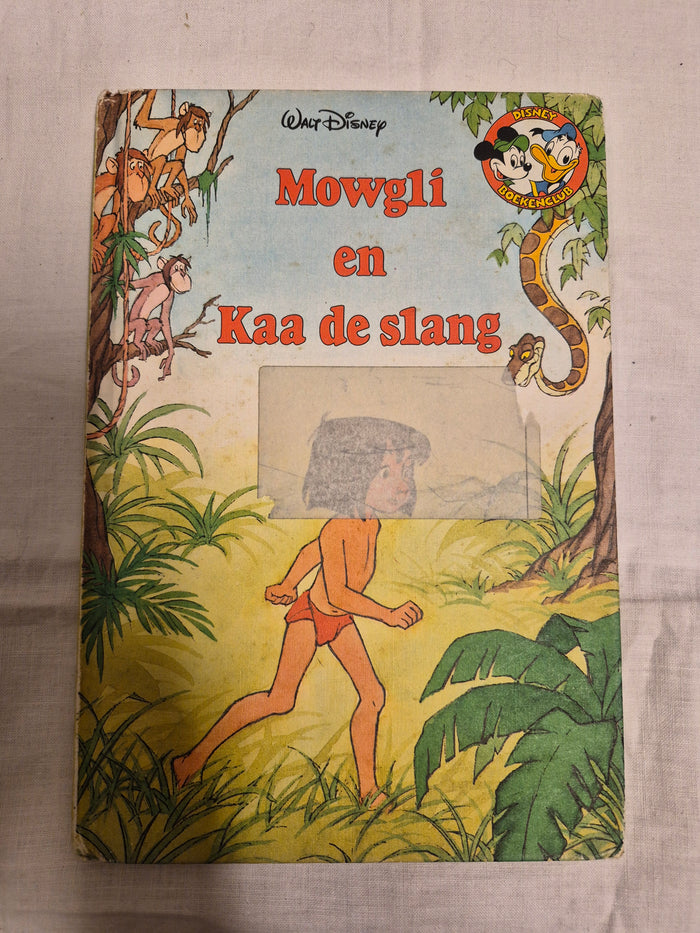 Walt Disney
DISNEY
BOEKENCLUB
Mowgli
en
Kaa de slang